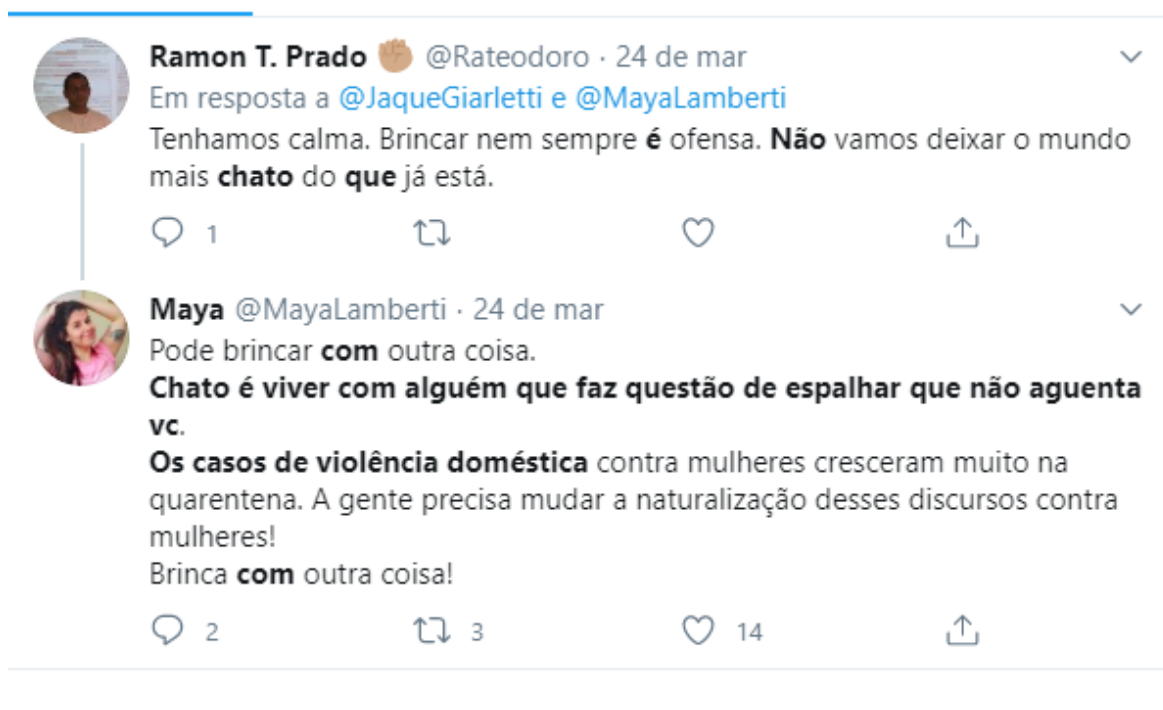 Ramon T. Prado ✊🏽 @Rateodoro · 24 de mar
Em resposta a @JaqueGiarletti e @MayaLamberti
Tenhamos calma. Brincar nem sempre é ofensa. Não vamos deixar o mundo
mais chato do que já está.
1
Maya @MayaLamberti · 24 de mar
Pode brincar com outra coisa.
Chato é viver com alguém que faz questão de espalhar que não aguenta
vc.
Os casos de violência doméstica contra mulheres cresceram muito na
quarentena. A gente precisa mudar a naturalização desses discursos contra
mulheres!
Brinca com outra coisa!
2 3 14